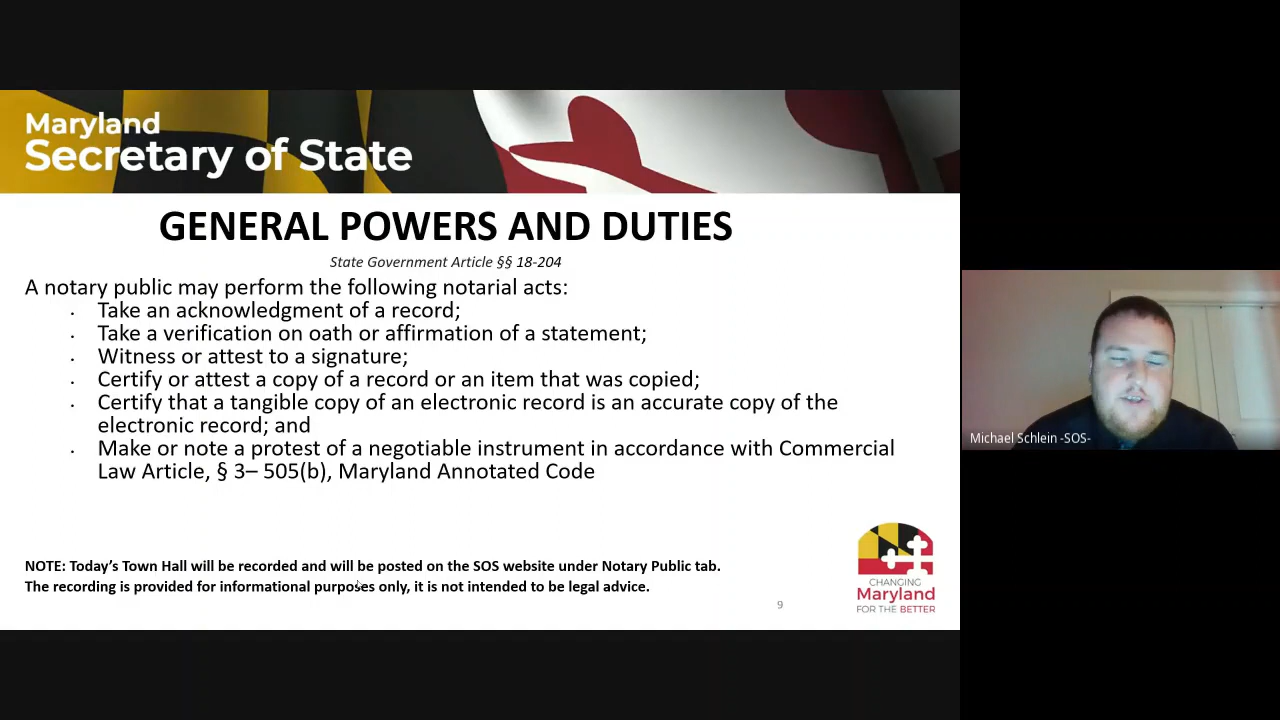 Maryland
Secretary of State
GENERAL POWERS AND DUTIES
State Government Article §§ 18-204
A notary public may perform the following notarial acts:
· Take an acknowledgment of a record;
· Take a verification on oath or affirmation of a statement;
· Witness or attest to a signature;
· Certify or attest a copy of a record or an item that was copied;
· Certify that a tangible copy of an electronic record is an accurate copy of the
electronic record; and
· Make or note a protest of a negotiable instrument in accordance with Commercial
Law Article, § 3– 505(b), Maryland Annotated Code
NOTE: Today’s Town Hall will be recorded and will be posted on the SOS website under Notary Public tab.
The recording is provided for informational purposes only, it is not intended to be legal advice.
9
CHANGING
Maryland
FOR THE BETTER
Michael Schlein -SOS-